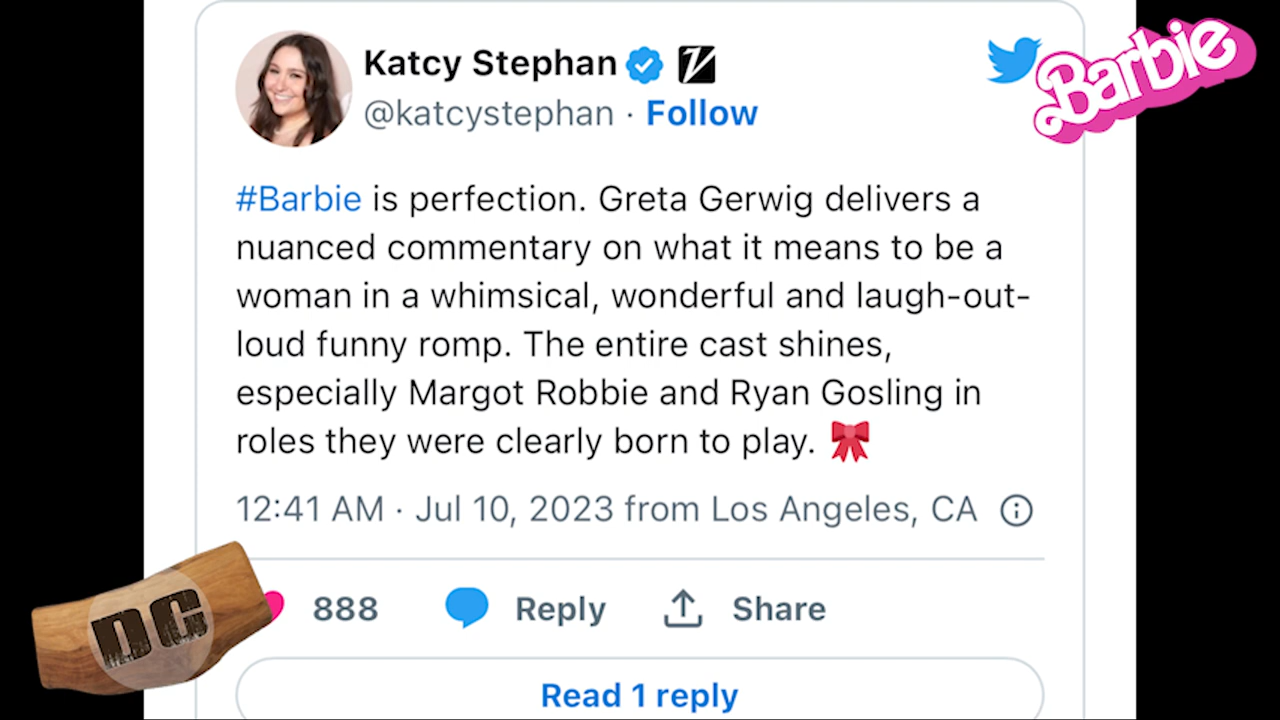 Katcy Stephan
@katcystephan · Follow
Barbie
#Barbie is perfection. Greta Gerwig delivers a
nuanced commentary on what it means to be a
woman in a whimsical, wonderful and laugh-out-
loud funny romp. The entire cast shines,
especially Margot Robbie and Ryan Gosling in
roles they were clearly born to play. 🎀
12:41 AM · Jul 10, 2023 from Los Angeles, CA
888 Reply Share
DC
Read 1 reply